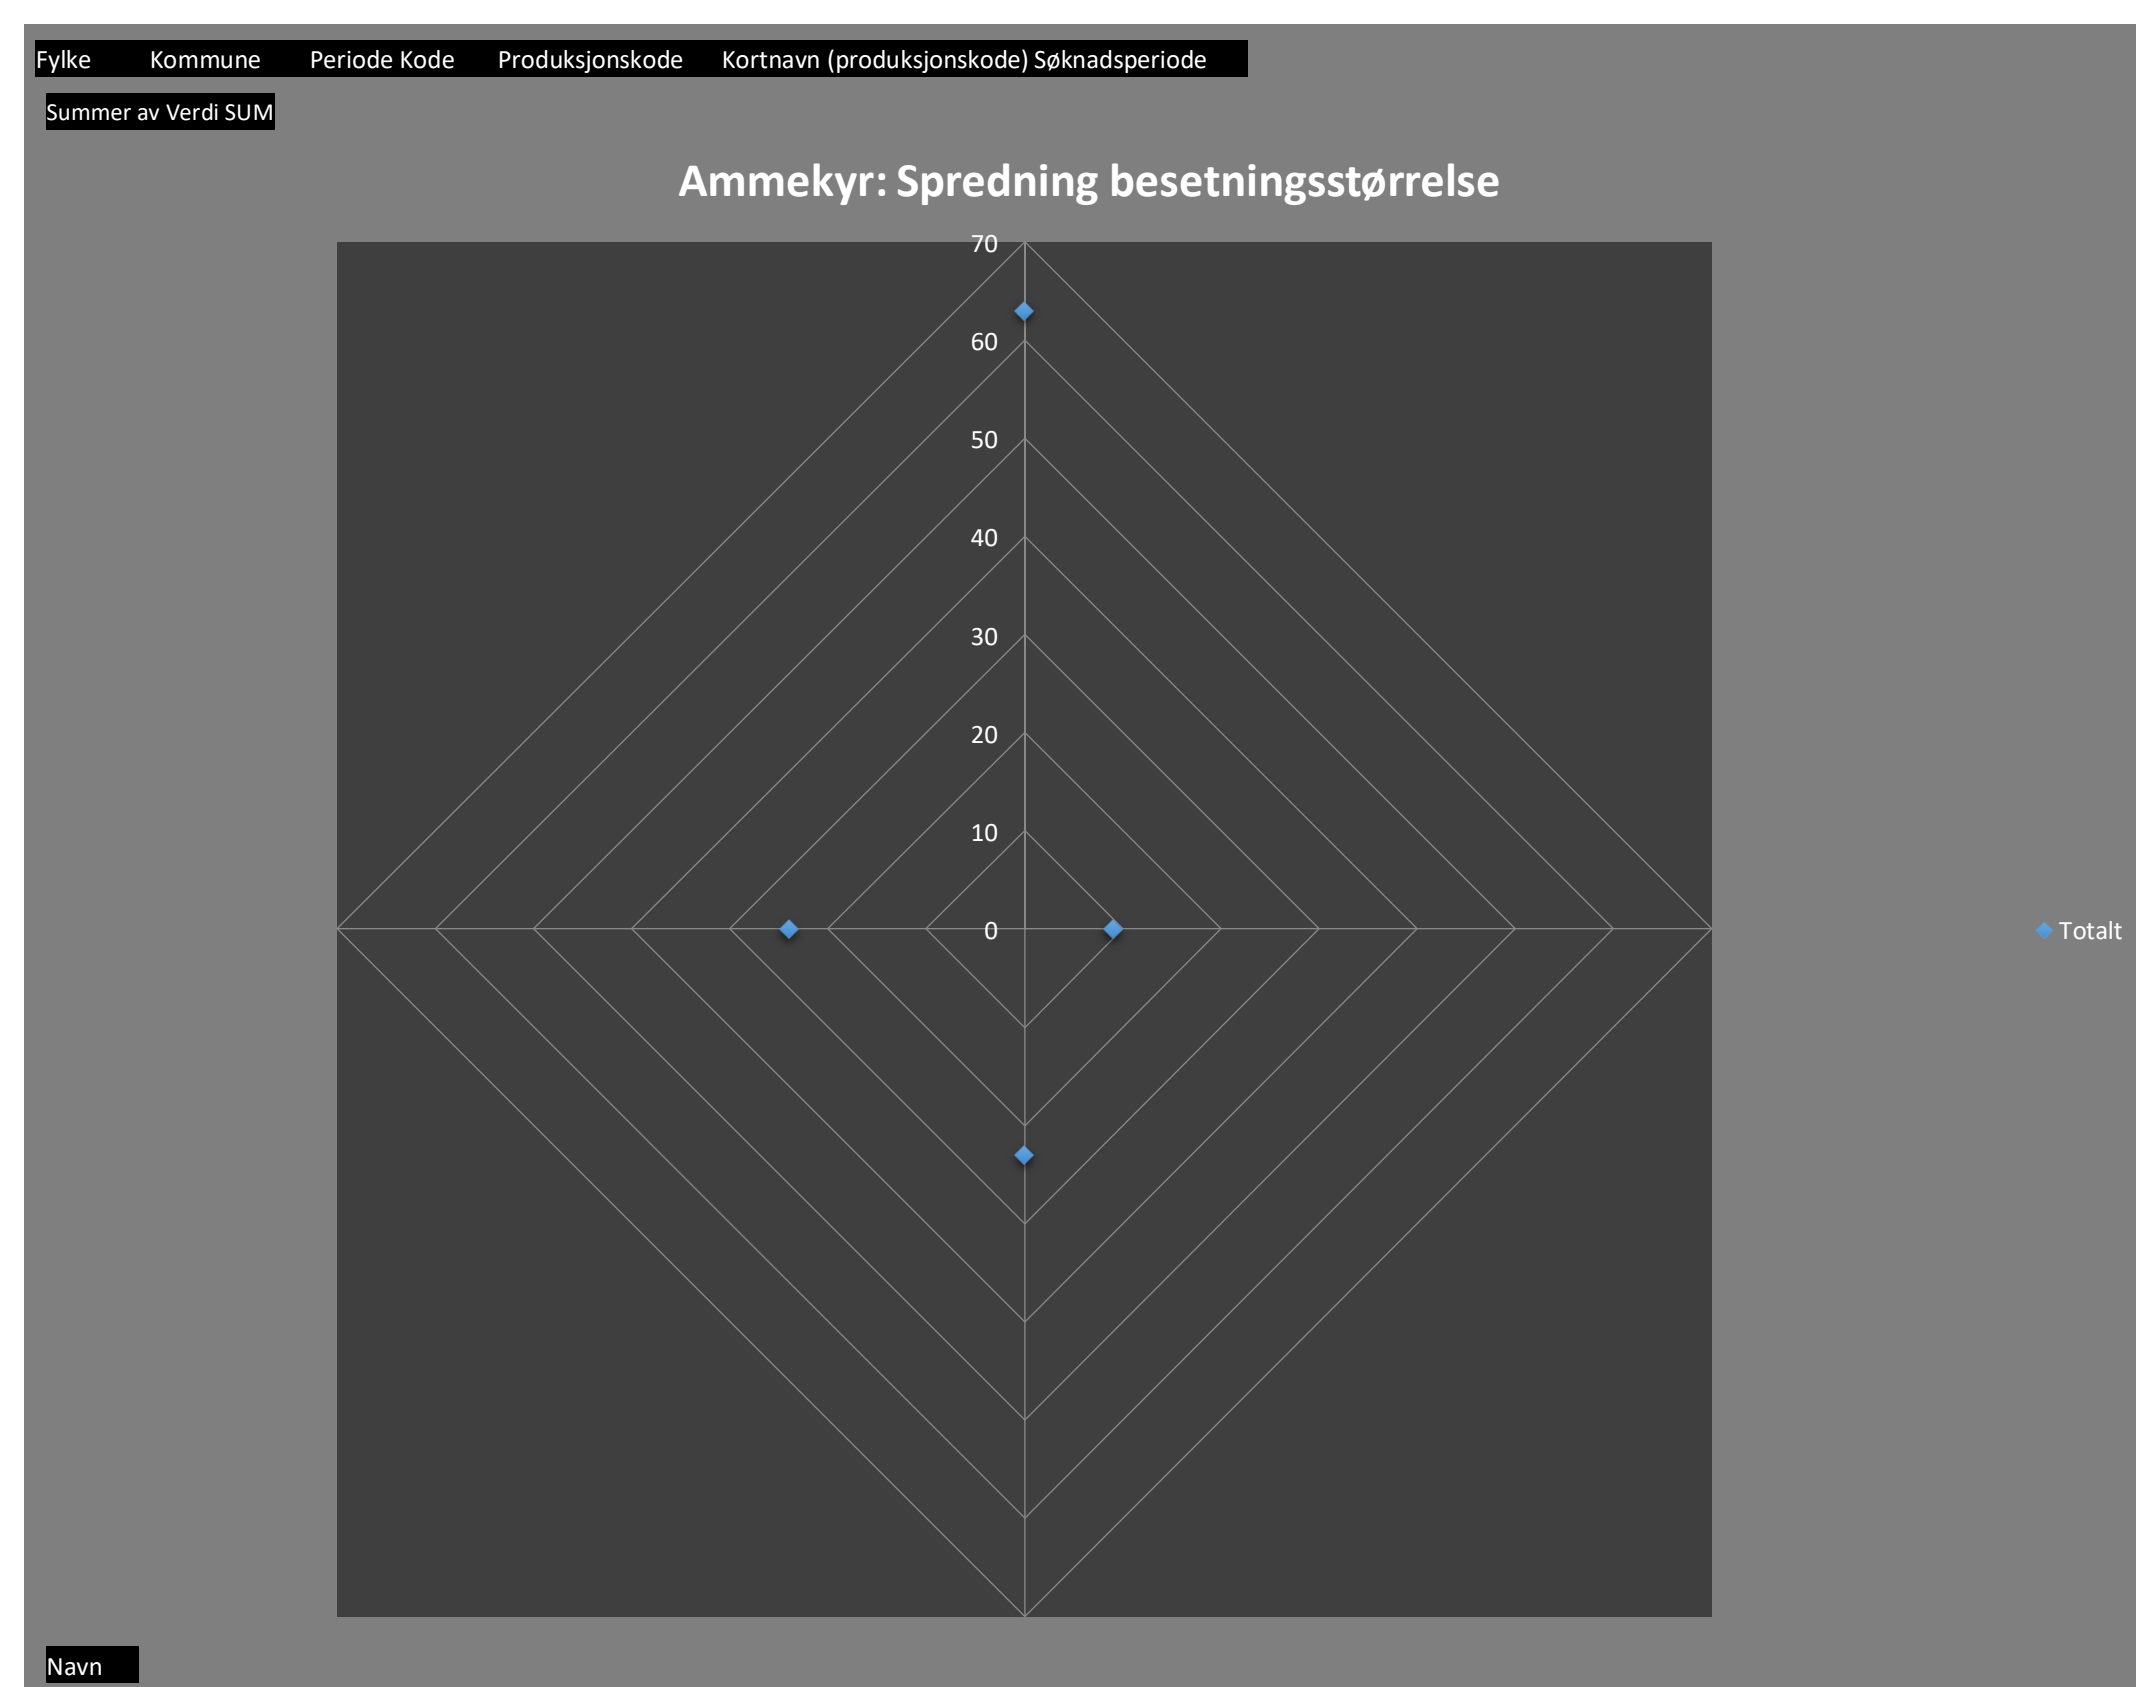 Fylke Kommune Periode Kode Produksjonskode Kortnavn (produksjonskode) Søknadsperiode
Summer av Verdi SUM
Ammekyr: Spredning besetningsstørrelse
70
60
50
40
30
20
10
0
Totalt
Navn